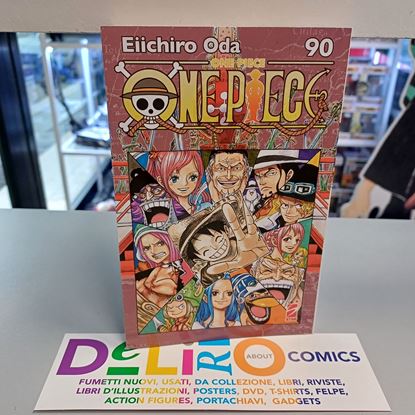 Eiichiro Oda 90
ONE PIECE
ONE PIECE
DeLiRIO ABOUT COMICS
FUMETTI NUOVI, USATI, DA COLLEZIONE, LIBRI, RIVISTE,
LIBRI D'ILLUSTRAZIONI, POSTERS, DVD, T-SHIRTS, FELPE,
ACTION FIGURES, PORTACHIAVI, GADGETS